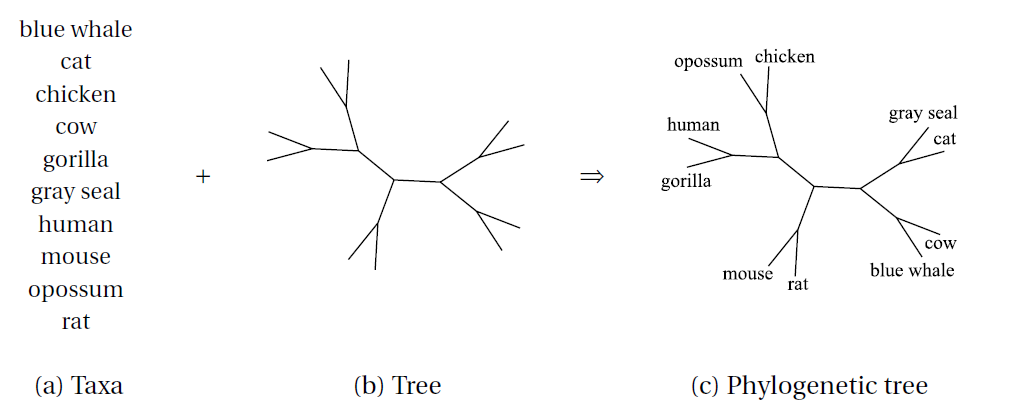 blue whale
cat
chicken
cow
gorilla
gray seal
human
mouse
opossum
rat
(a) Taxa
+
(b) Tree
⇒
opossum
chicken
human
gorilla
gray seal
cat
cow
blue whale
mouse
rat
(c) Phylogenetic tree